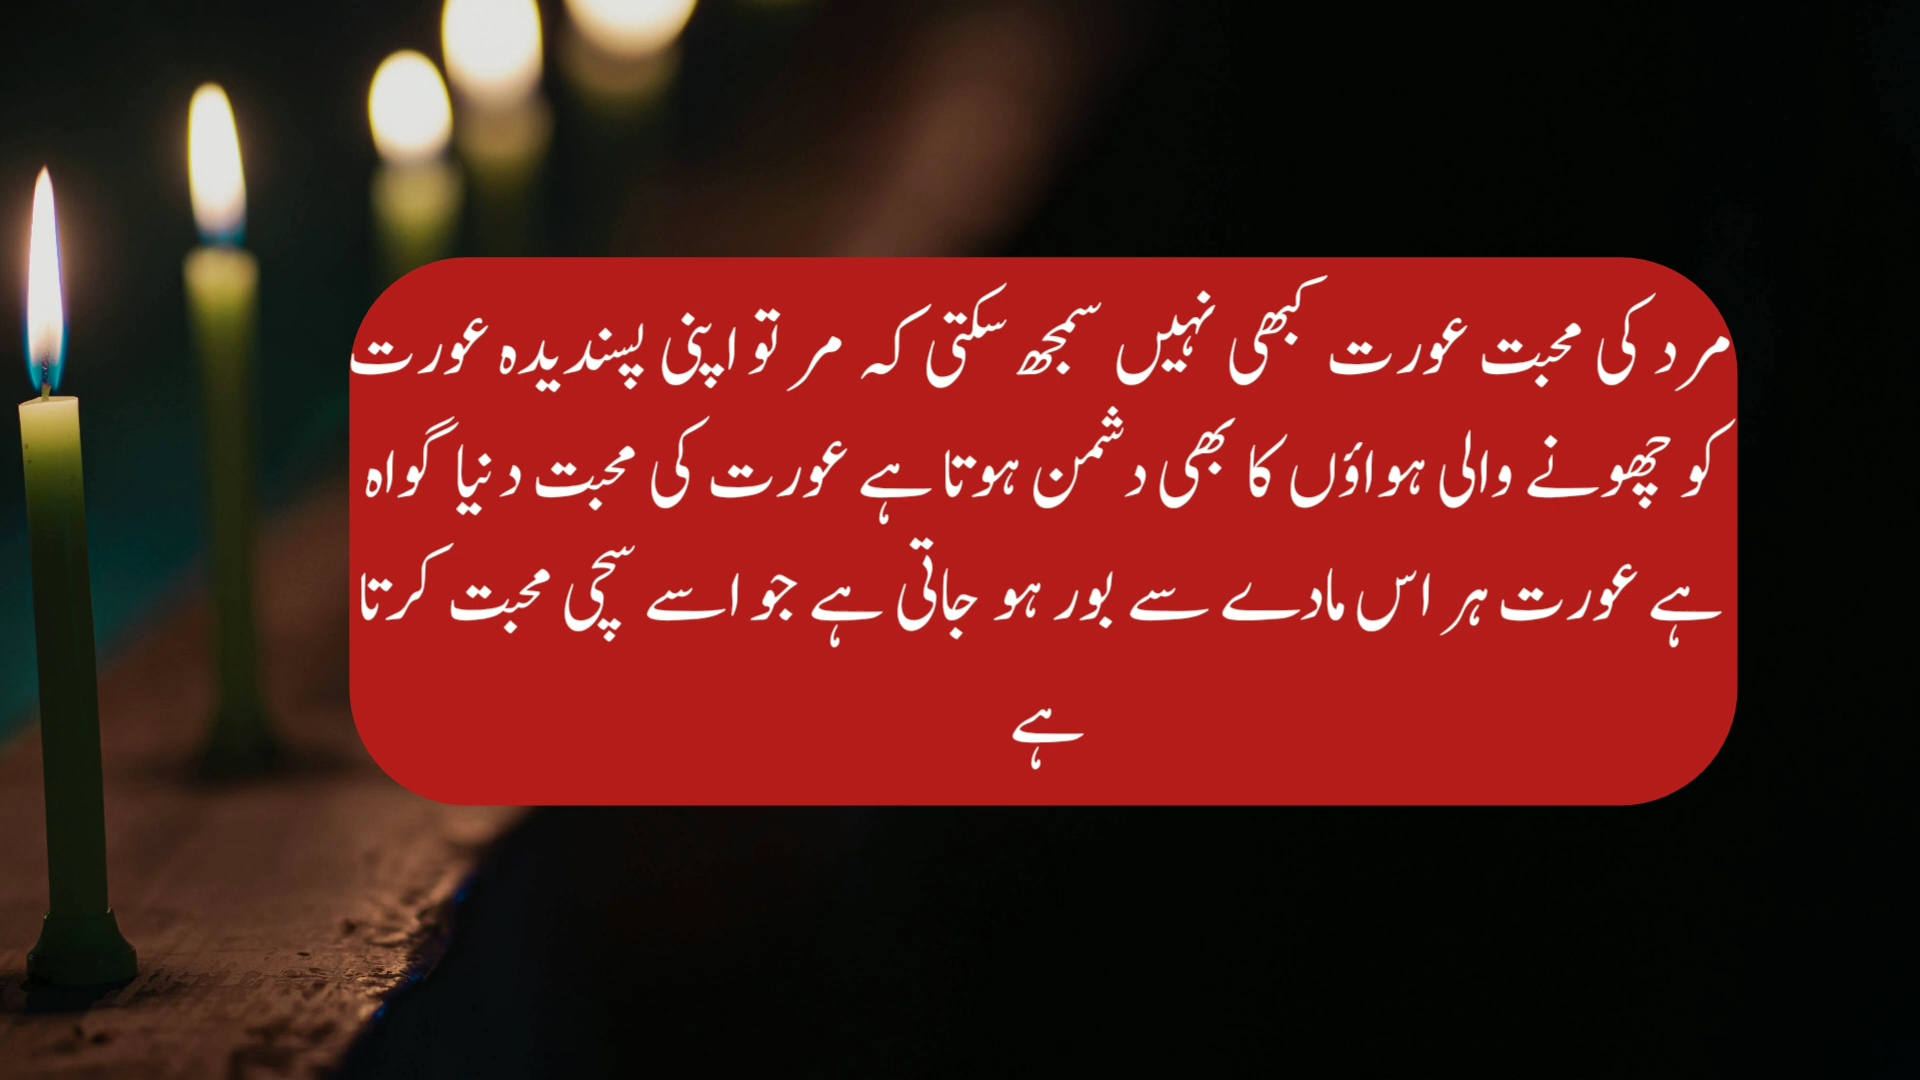 مرد کی محبت عورت کبھی نہیں سمجھ سکتی کہ مر تو اپنی پسندیدہ عورت
کو چھونے والی ہواؤں کا بھی دشمن ہوتا ہے عورت کی محبت دنیا گواہ
ہے عورت ہر اس مادے سے بور ہو جاتی ہے جو اسے سچی محبت کرتا
ہے